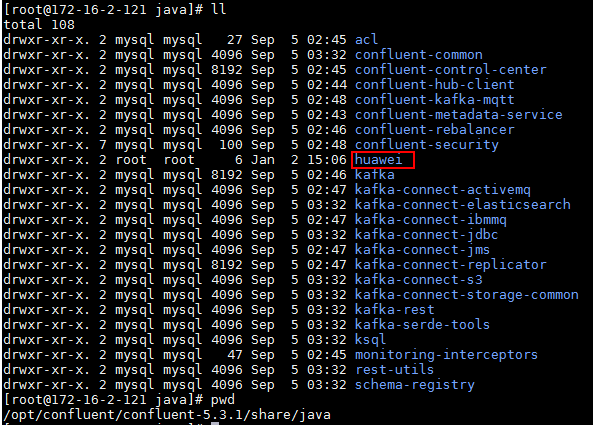 [root@172-16-2-121 java]# ll
total 108
drwxr-xr-x. 2 mysql mysql   27 Sep  5 02:45 acl
drwxr-xr-x. 2 mysql mysql 4096 Sep  5 03:32 confluent-common
drwxr-xr-x. 2 mysql mysql 8192 Sep  5 02:45 confluent-control-center
drwxr-xr-x. 2 mysql mysql 4096 Sep  5 02:44 confluent-hub-client
drwxr-xr-x. 2 mysql mysql 4096 Sep  5 02:48 confluent-kafka-mqtt
drwxr-xr-x. 2 mysql mysql 4096 Sep  5 02:43 confluent-metadata-service
drwxr-xr-x. 2 mysql mysql 4096 Sep  5 02:46 confluent-rebalancer
drwxr-xr-x. 7 mysql mysql  100 Sep  5 02:48 confluent-security
drwxr-xr-x. 2 root  root     6 Jan  2 15:06 huawei
drwxr-xr-x. 2 mysql mysql 8192 Sep  5 02:46 kafka
drwxr-xr-x. 2 mysql mysql 4096 Sep  5 02:47 kafka-connect-activemq
drwxr-xr-x. 2 mysql mysql 4096 Sep  5 03:32 kafka-connect-elasticsearch
drwxr-xr-x. 2 mysql mysql 4096 Sep  5 02:47 kafka-connect-ibmmq
drwxr-xr-x. 2 mysql mysql 4096 Sep  5 03:32 kafka-connect-jdbc
drwxr-xr-x. 2 mysql mysql 4096 Sep  5 02:47 kafka-connect-jms
drwxr-xr-x. 2 mysql mysql 8192 Sep  5 02:47 kafka-connect-replicator
drwxr-xr-x. 2 mysql mysql 4096 Sep  5 03:32 kafka-connect-s3
drwxr-xr-x. 2 mysql mysql 4096 Sep  5 03:32 kafka-connect-storage-common
drwxr-xr-x. 2 mysql mysql 4096 Sep  5 03:32 kafka-rest
drwxr-xr-x. 2 mysql mysql 4096 Sep  5 03:32 kafka-serde-tools
drwxr-xr-x. 2 mysql mysql 4096 Sep  5 03:32 ksql
drwxr-xr-x. 2 mysql mysql   47 Sep  5 02:45 monitoring-interceptors
drwxr-xr-x. 2 mysql mysql 4096 Sep  5 03:32 rest-utils
drwxr-xr-x. 2 mysql mysql 4096 Sep  5 03:32 schema-registry
[root@172-16-2-121 java]# pwd
/opt/confluent/confluent-5.3.1/share/java